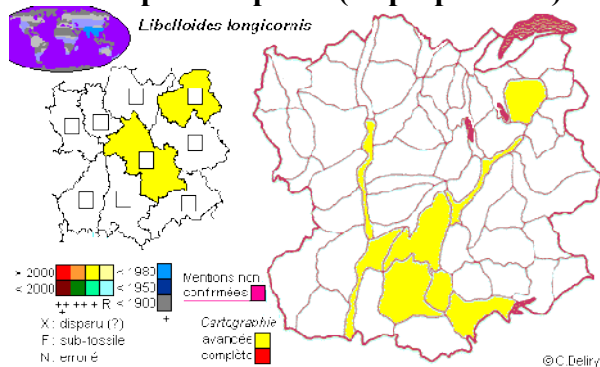 Libelloides longicornis
> 2000
< 2000
++ + + + R
+
< 1980
< 1950
< 1900
+
Mentions non
confirmées
X : disparu (?)
F : sub-fossile
N : erroné
Cartographie
avancée
complète
©C.Deliry